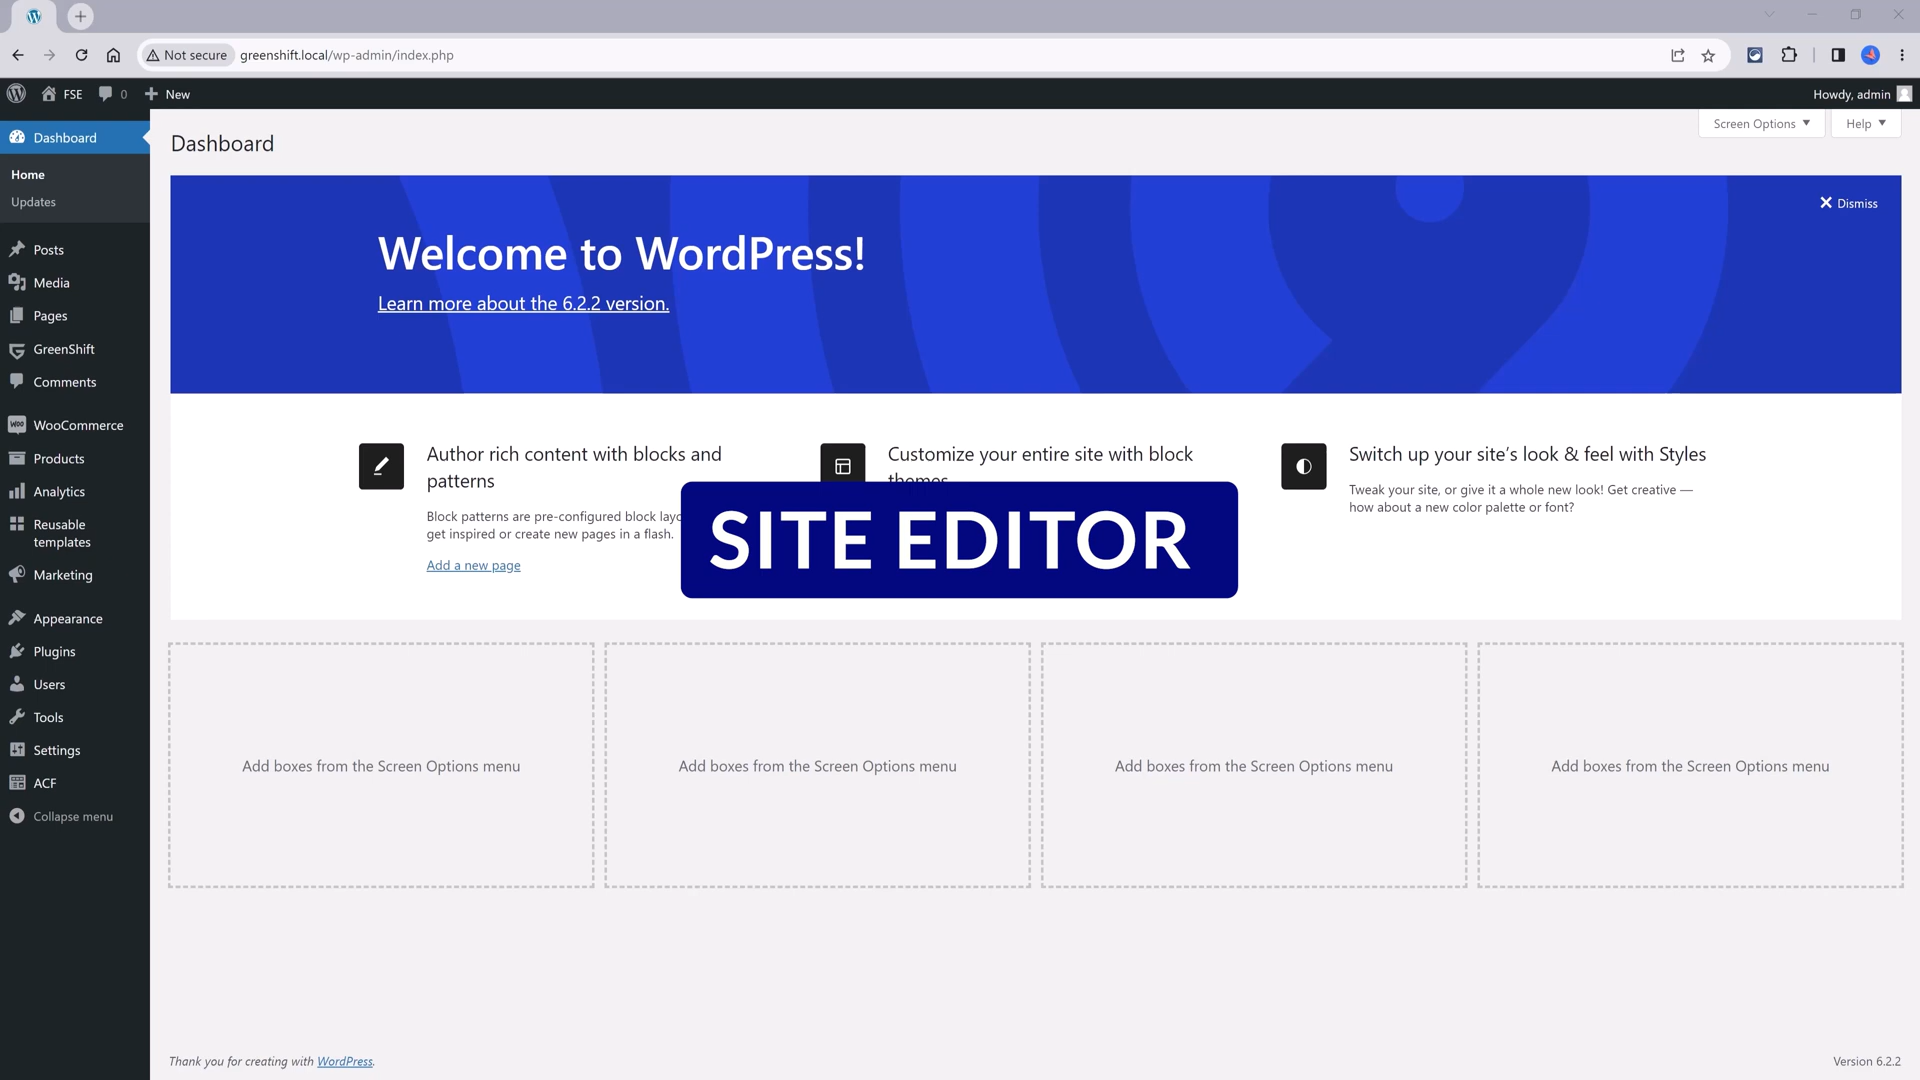 Not secure
greenshift.local/wp-admin/index.php
FSE
0
New
Howdy, admin
Dashboard
Home
Updates
Posts
Media
Pages
GreenShift
Comments
WooCommerce
Products
Analytics
Reusable
templates
Marketing
Appearance
Plugins
Users
Tools
Settings
ACF
Collapse menu
Dashboard
Screen Options
Help
Dismiss
Welcome to WordPress!
Learn more about the 6.2.2 version.
Author rich content with blocks and
patterns
Block patterns are pre-configured block
get inspired or create new pages in a flash.
Add a new page
Customize your entire site with block
themes
Switch up your site's look & feel with Styles
Tweak your site, or give it a whole new look! Get creative —
how about a new color palette or font?
SITE EDITOR
Add boxes from the Screen Options menu
Add boxes from the Screen Options menu
Add boxes from the Screen Options menu
Add boxes from the Screen Options menu
Thank you for creating with WordPress.
Version 6.2.2